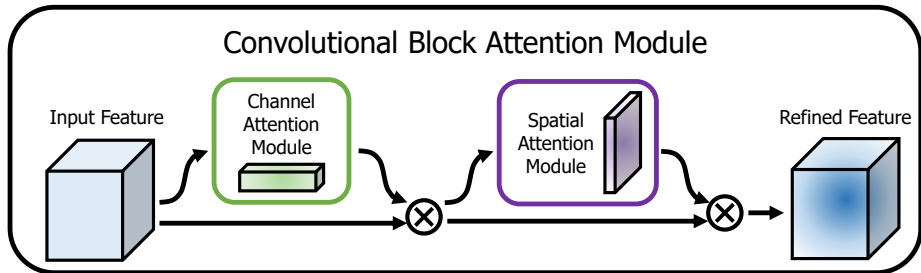 Convolutional Block Attention Module
Input Feature
Channel
Attention
Module
Spatial
Attention
Module
Refined Feature